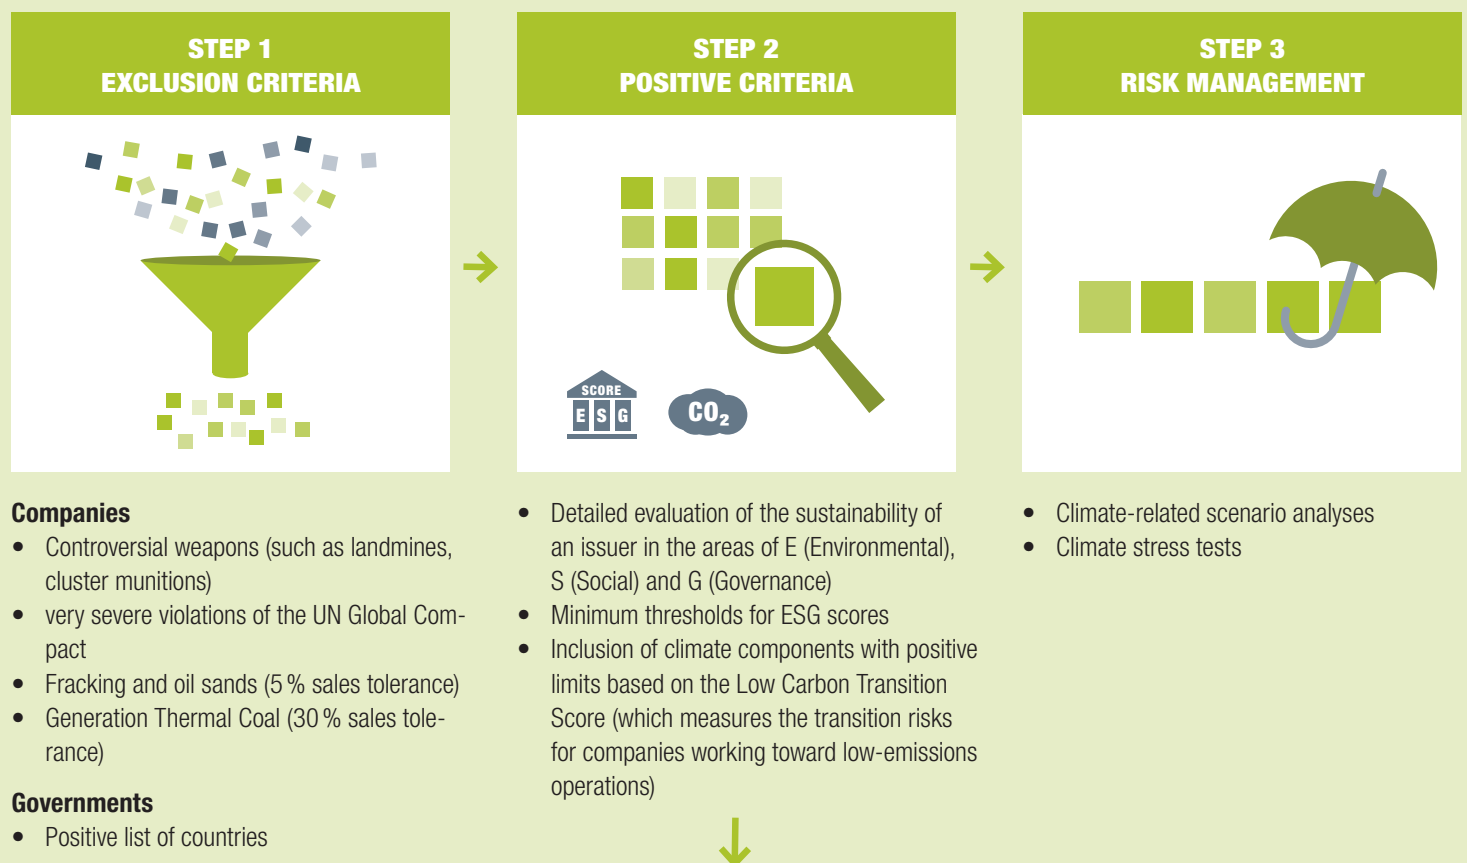 STEP 1
EXCLUSION CRITERIA
STEP 2
POSITIVE CRITERIA
STEP 3
RISK MANAGEMENT
SCORE
E S G
CO₂
Companies
• Controversial weapons (such as landmines,
cluster munitions)
• very severe violations of the UN Global Com-
pact
• Fracking and oil sands (5 % sales tolerance)
• Generation Thermal Coal (30 % sales tole-
rance)
Governments
• Positive list of countries
• Detailed evaluation of the sustainability of
an issuer in the areas of E (Environmental),
S (Social) and G (Governance)
• Minimum thresholds for ESG scores
• Inclusion of climate components with positive
limits based on the Low Carbon Transition
Score (which measures the transition risks
for companies working toward low-emissions
operations)
• Climate-related scenario analyses
• Climate stress tests